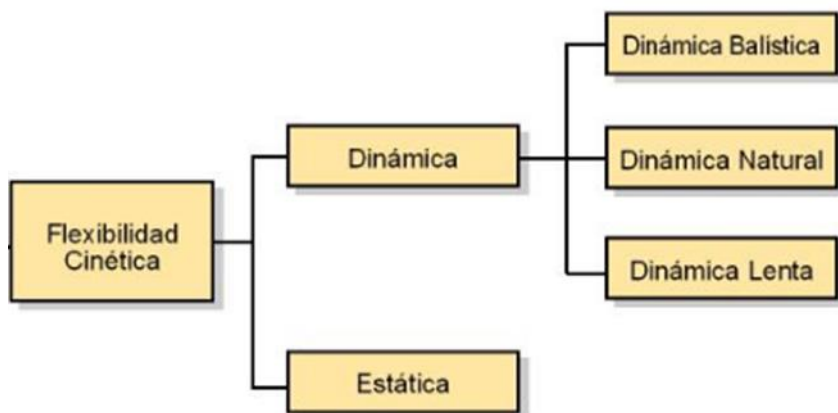 Flexibilidad
Cinética
Dinámica
Dinámica Balística
Dinámica Natural
Dinámica Lenta
Estática